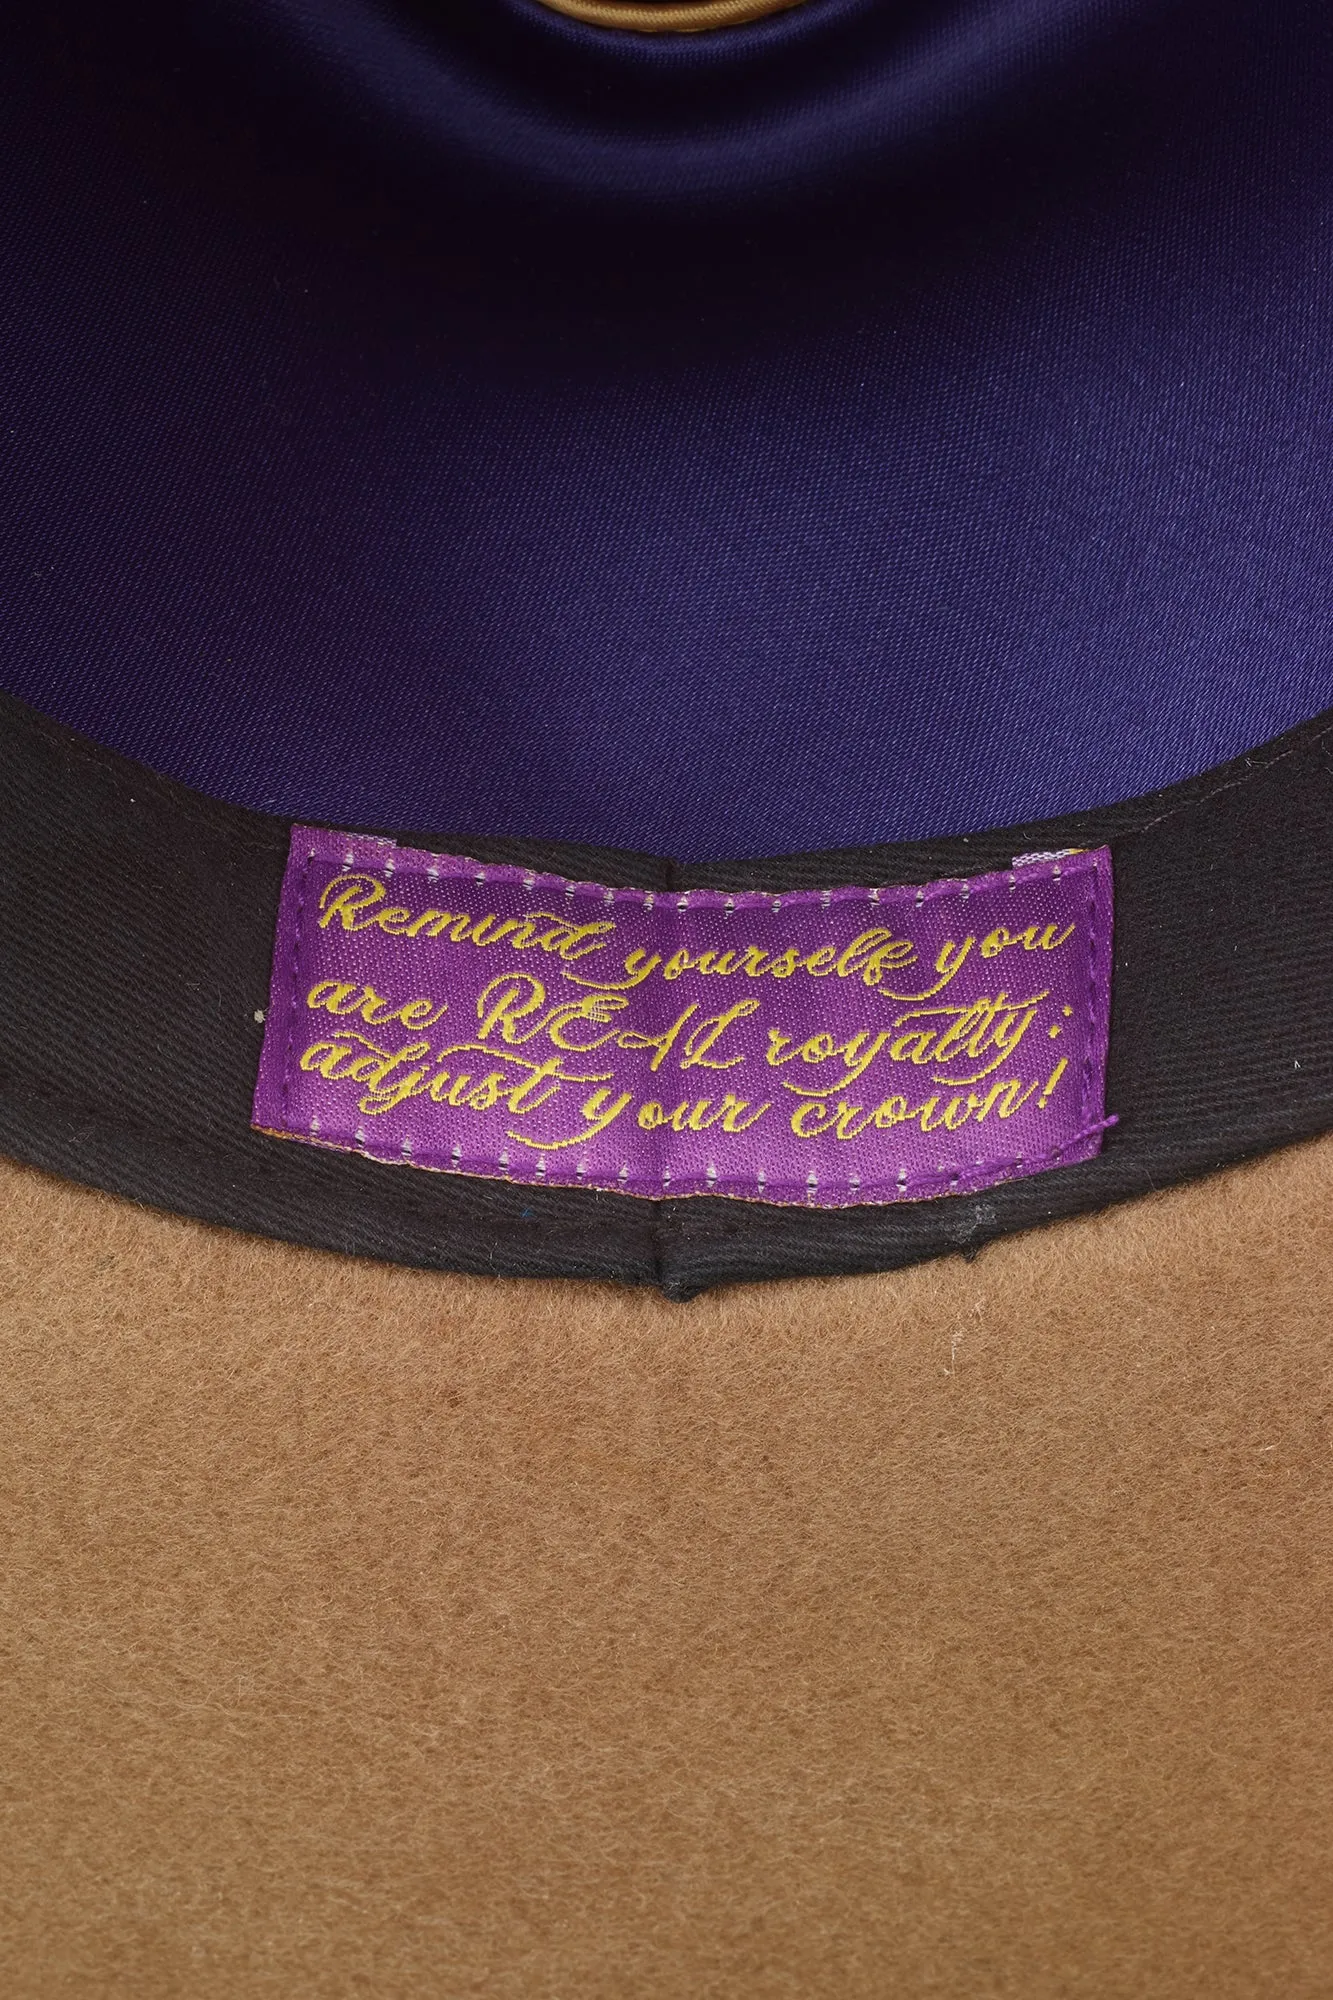 Remind yourself you
are REAL royalty;
adjust your crown!